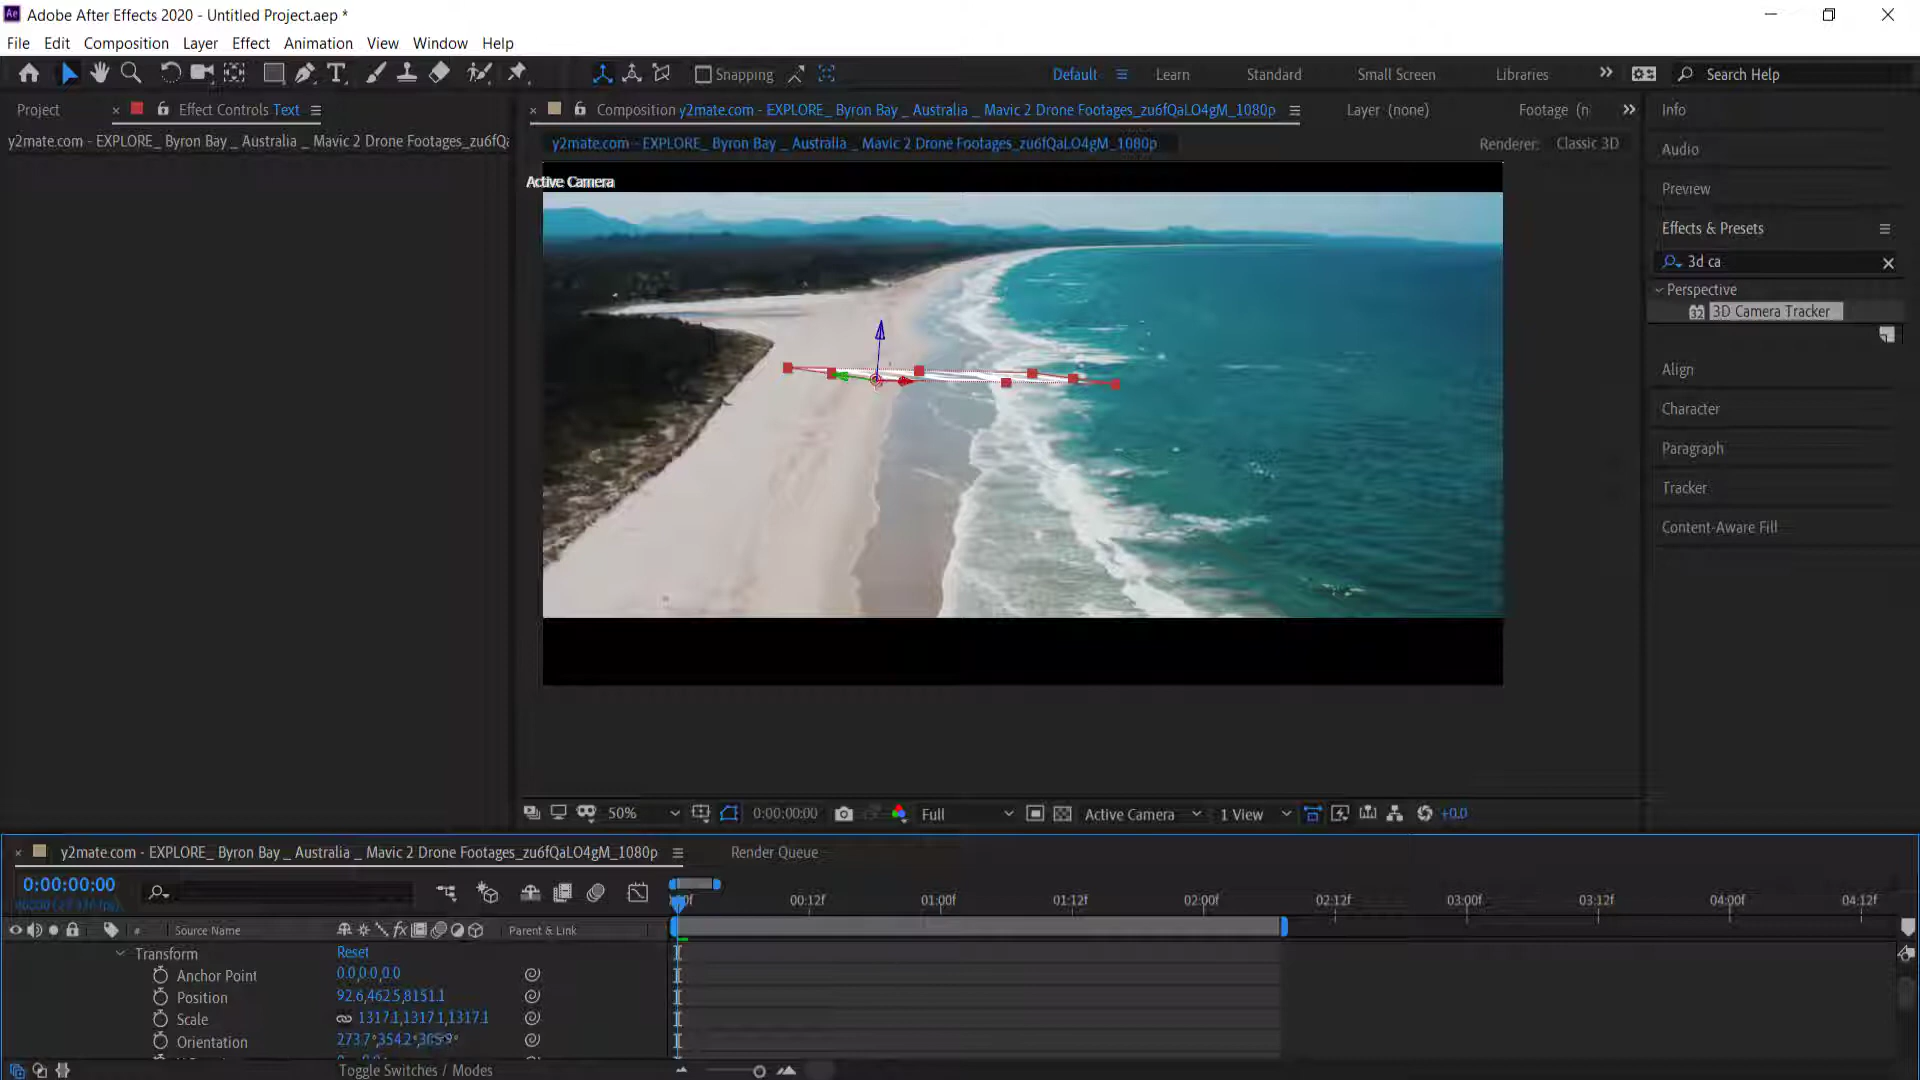 Adobe After Effects 2020 - Untitled Project.aep *
File Edit Composition Layer Effect Animation View Window Help
Snapping Default Learn Standard Small Screen Libraries Search Help
Project Effect Controls Text
y2mate.com - EXPLORE_ Byron Bay _ Australia _ Mavic 2 Drone Footages_zu6fQ
Composition y2mate.com - EXPLORE_ Byron Bay _ Australia _ Mavic 2 Drone Footages_zu6fQaLO4gM_1080p Layer (none) Footage (n
y2mate.com - EXPLORE_ Byron Bay _ Australia _ Mavic 2 Drone Footages_zu6fQaLO4gM_1080p Renderer: Classic 3D
Active Camera
Info
Audio
Preview
Effects & Presets
3d ca
Perspective
32 3D Camera Tracker
Align
Character
Paragraph
Tracker
Content-Aware Fill
50% 0:00:00:00 Full Active Camera 1 View +0.0
y2mate.com - EXPLORE_ Byron Bay _ Australia _ Mavic 2 Drone Footages_zu6fQaLO4gM_1080p Render Queue
0:00:00:00
00:12f 01:00f 01:12f 02:00f 02:12f 03:00f 03:12f 04:00f 04:12f
# Source Name Parent & Link
Transform Reset
Anchor Point 0.0,0.0,0.0
Position 92.6,462.5,8151.1
Scale 1317.1,1317.1,1317.1
Orientation 273.7°,354.2°
Toggle Switches / Modes